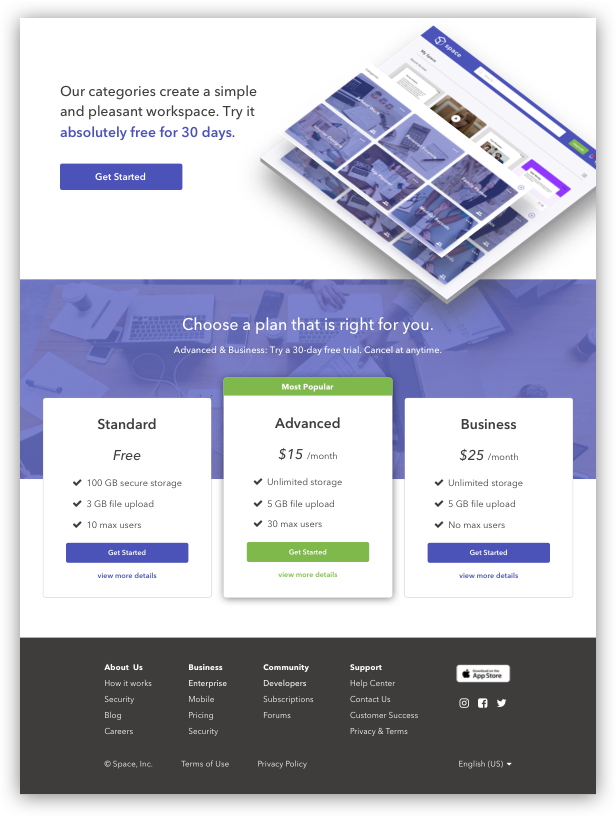 Our categories create a simple
and pleasant workspace. Try it
absolutely free for 30 days.
Get Started
space
My Space
Choose a plan that is right for you.
Advanced & Business: Try a 30-day free trial. Cancel at anytime.
Most Popular
Standard
Free
100 GB secure storage
3 GB file upload
10 max users
Get Started
view more details
Advanced
$15 /month
Unlimited storage
5 GB file upload
30 max users
Get Started
view more details
Business
$25 /month
Unlimited storage
5 GB file upload
No max users
Get Started
view more details
About Us
How it works
Security
Blog
Careers
Business
Enterprise
Mobile
Pricing
Security
Community
Developers
Subscriptions
Forums
Support
Help Center
Contact Us
Customer Success
Privacy & Terms
Download on the
App Store
© Space, Inc.
Terms of Use
Privacy Policy
English (US)